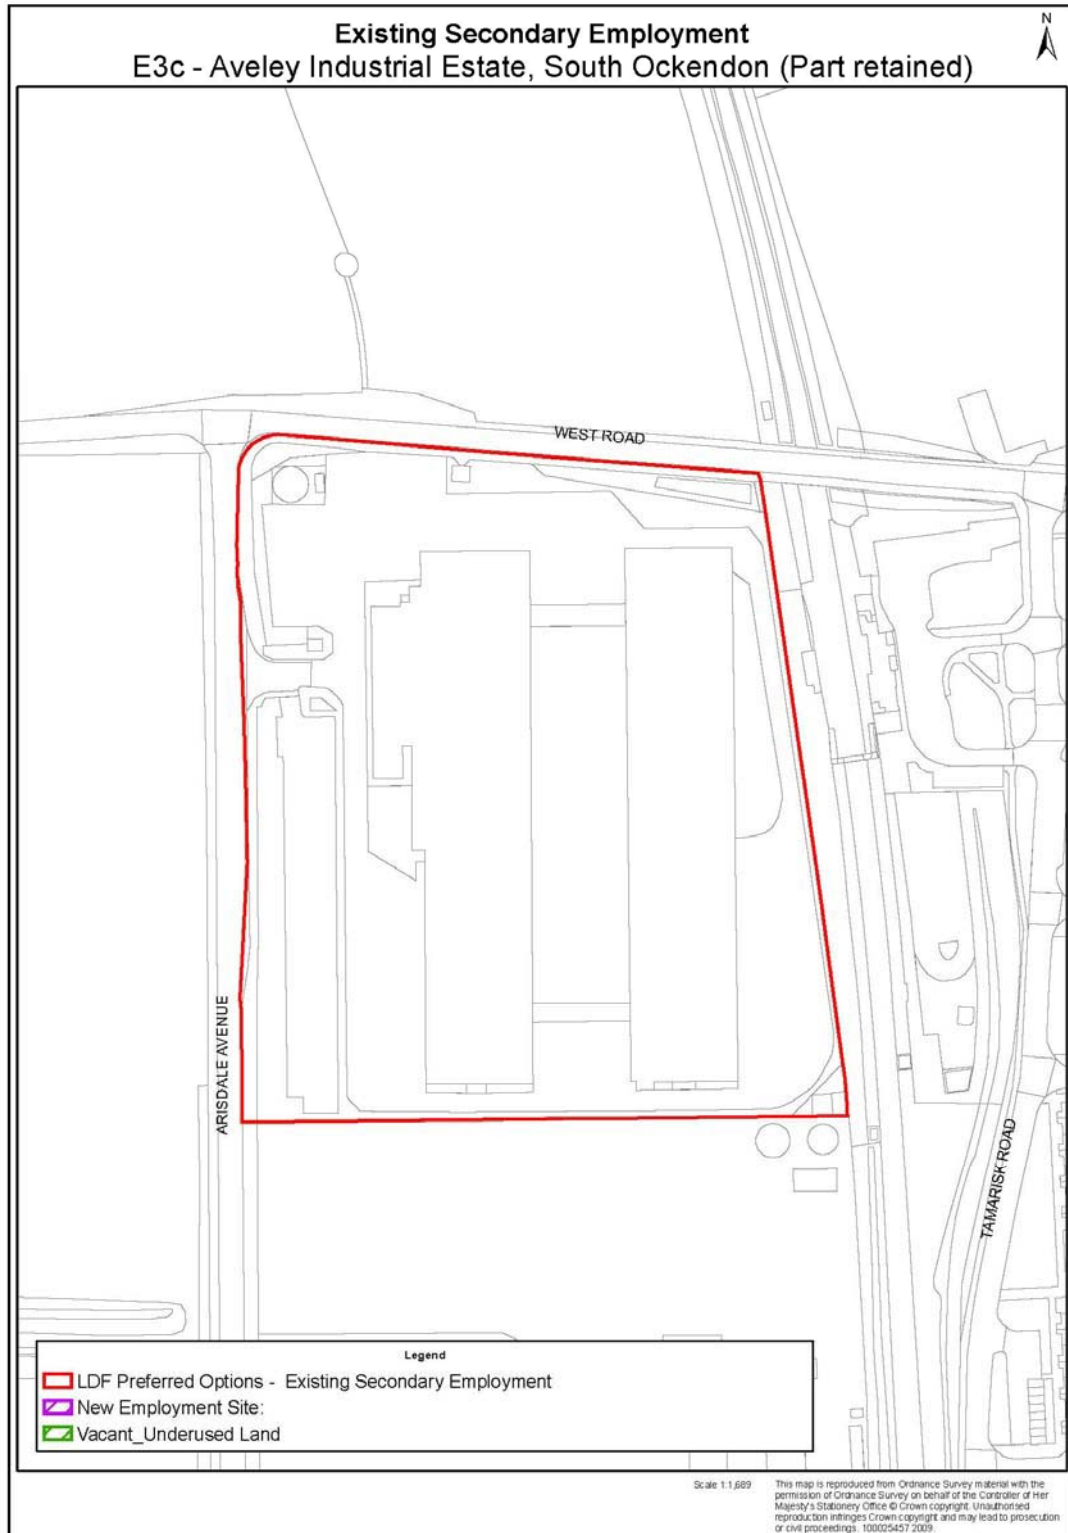 Existing Secondary Employment
E3c - Aveley Industrial Estate, South Ockendon (Part retained)
N
WEST ROAD
ARISDALE AVENUE
TAMARISK ROAD
Legend
LDF Preferred Options - Existing Secondary Employment
New Employment Site:
Vacant_Underused Land
Scale 1:1,689
This map is reproduced from Ordnance Survey material with the
permission of Ordnance Survey on behalf of the Controller of Her
Majesty's Stationery Office © Crown copyright. Unauthorised
reproduction infringes Crown copyright and may lead to prosecution
or civil proceedings. 100025457 2009.